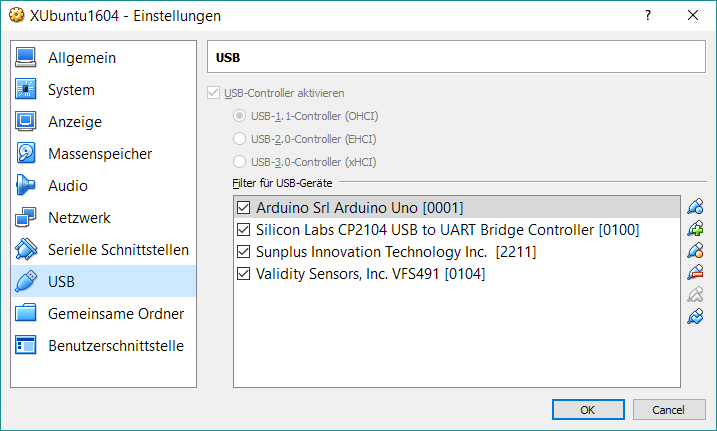 XUbuntu1604 - Einstellungen
?
Allgemein
System
Anzeige
Massenspeicher
Audio
Netzwerk
Serielle Schnittstellen
USB
Gemeinsame Ordner
Benutzerschnittstelle
USB
USB-Controller aktivieren
USB-1.1-Controller (OHCI)
USB-2.0-Controller (EHCI)
USB-3.0-Controller (xHCI)
Filter für USB-Geräte
Arduino Srl Arduino Uno [0001]
Silicon Labs CP2104 USB to UART Bridge Controller [0100]
Sunplus Innovation Technology Inc.  [2211]
Validity Sensors, Inc. VFS491 [0104]
OK
Cancel